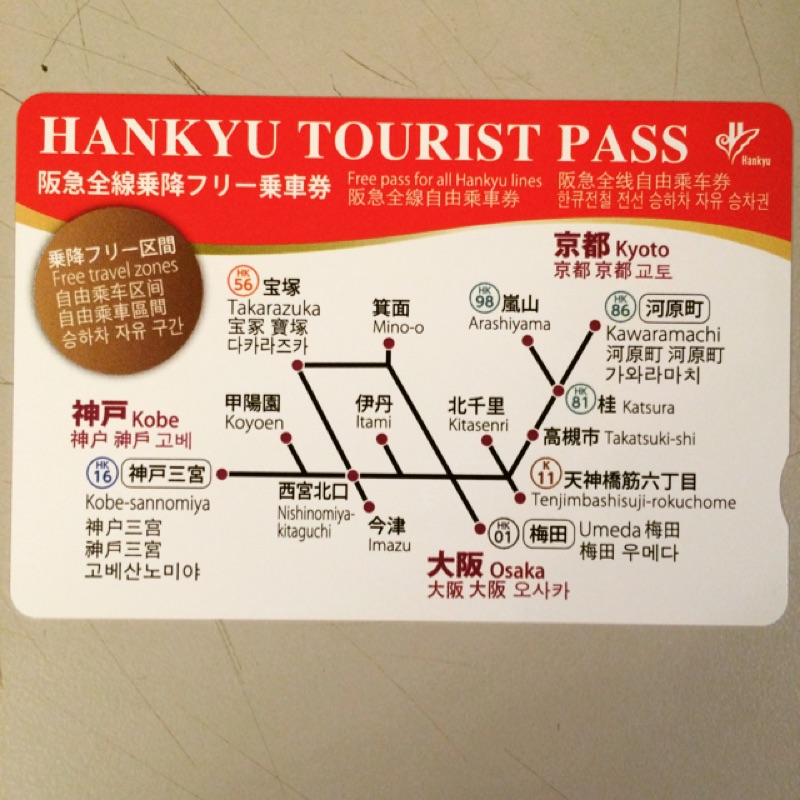 HANKYU TOURIST PASS
Hankyu
阪急全線乗降フリー乗車券
Free pass for all Hankyu lines
阪急全線自由乘車券
阪急全线自由乘车券
한큐전철 전선 승하차 자유 승차권
乗降フリー区間
Free travel zones
自由乘车区间
自由乘車區間
승하차 자유 구간
京都 Kyoto
京都 京都 교토
HK 56 宝塚
Takarazuka
宝冢 寶塚
다카라즈카
箕面
Mino-o
HK 98 嵐山
Arashiyama
HK 86 河原町
Kawaramachi
河原町 河原町
가와라마치
HK 81 桂 Katsura
神戸 Kobe
神户 神戶 고베
甲陽園
Koyoen
伊丹
Itami
北千里
Kitasenri
高槻市 Takatsuki-shi
HK 16 神戸三宮
Kobe-sannomiya
神户三宫
神戶三宮
고베산노미야
西宮北口
Nishinomiya-
kitaguchi
今津
Imazu
K 11 天神橋筋六丁目
Tenjimbashisuji-rokuchome
HK 01 梅田 Umeda 梅田
梅田 우메다
大阪 Osaka
大阪 大阪 오사카